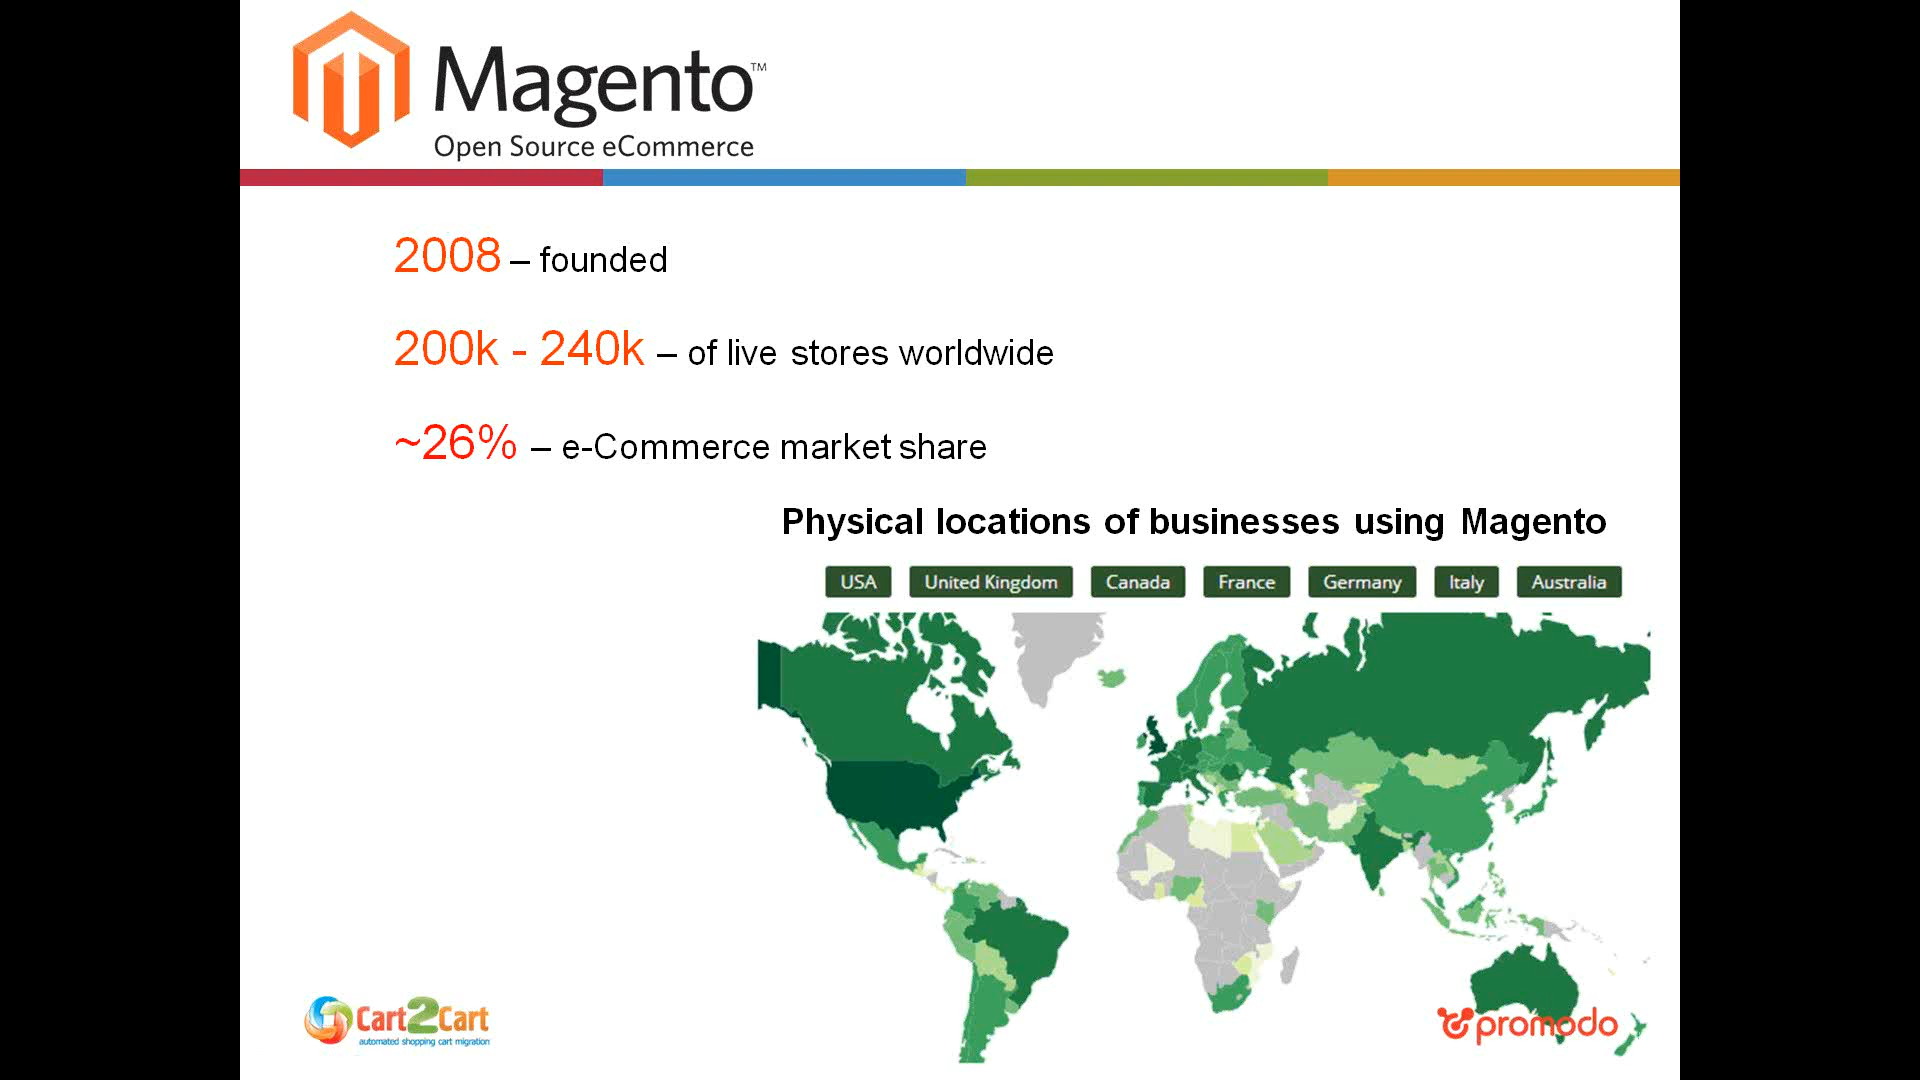 Magento™
Open Source eCommerce
2008 – founded
200k - 240k – of live stores worldwide
~26% – e-Commerce market share
Physical locations of businesses using Magento
USA United Kingdom Canada France Germany Italy Australia
Cart2Cart
automated shopping cart migration
promodo